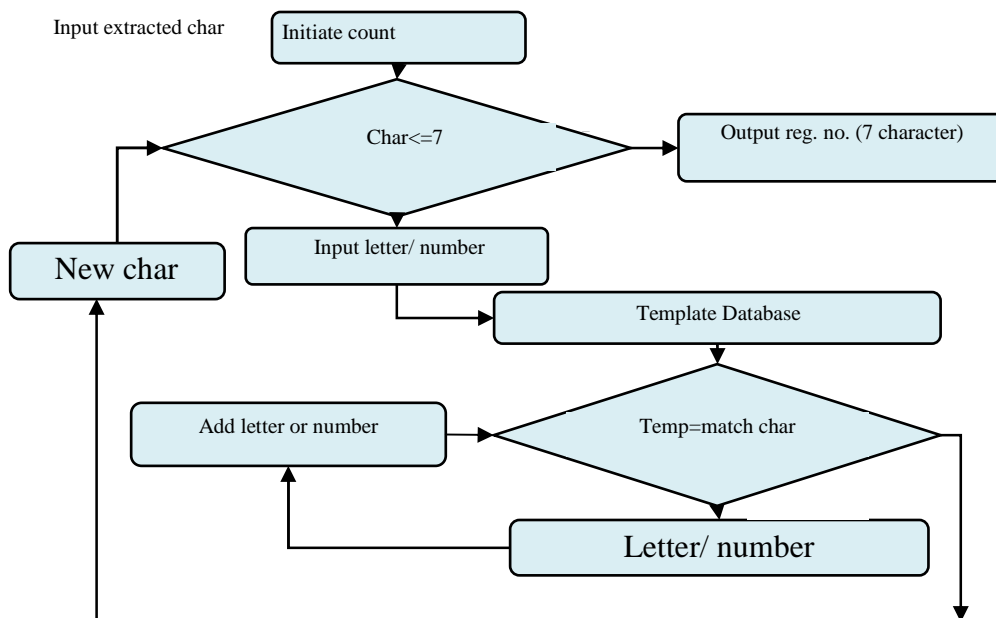 Input extracted char
Initiate count
Char<=7
Output reg. no. (7 character)
Input letter/ number
New char
Template Database
Add letter or number
Temp=match char
Letter/ number